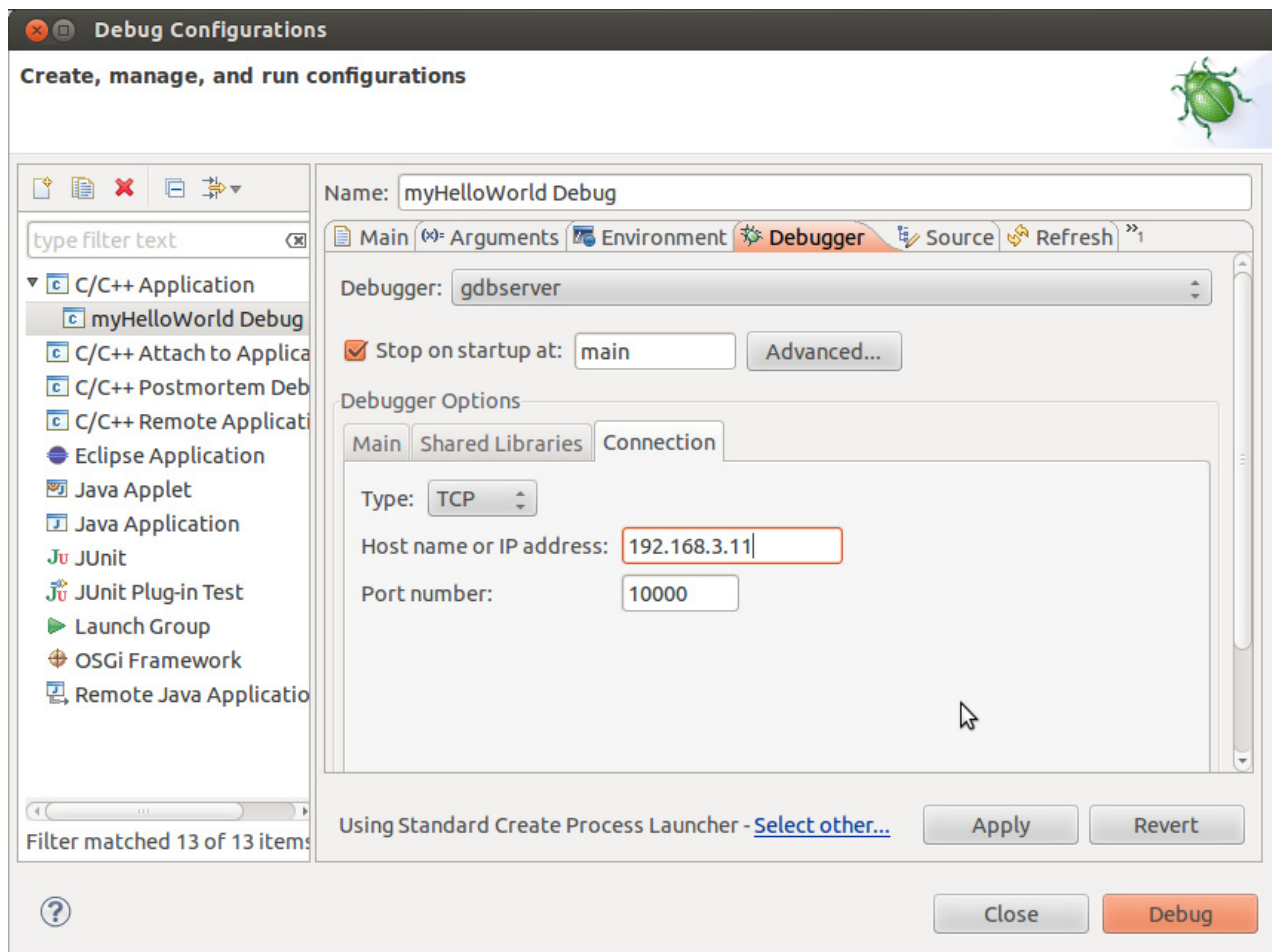 Debug Configurations
Create, manage, and run configurations
Name: myHelloWorld Debug
type filter text
Main (x)= Arguments Environment Debugger Source Refresh »1
C/C++ Application
myHelloWorld Debug
C/C++ Attach to Applica
C/C++ Postmortem Deb
C/C++ Remote Applicati
Eclipse Application
Java Applet
Java Application
JU JUnit
JU JUnit Plug-in Test
Launch Group
OSGi Framework
Remote Java Applicatio
Filter matched 13 of 13 items
Debugger: gdbserver
Stop on startup at: main Advanced...
Debugger Options
Main Shared Libraries Connection
Type: TCP
Host name or IP address: 192.168.3.11
Port number: 10000
Using Standard Create Process Launcher - Select other... Apply Revert
? Close Debug